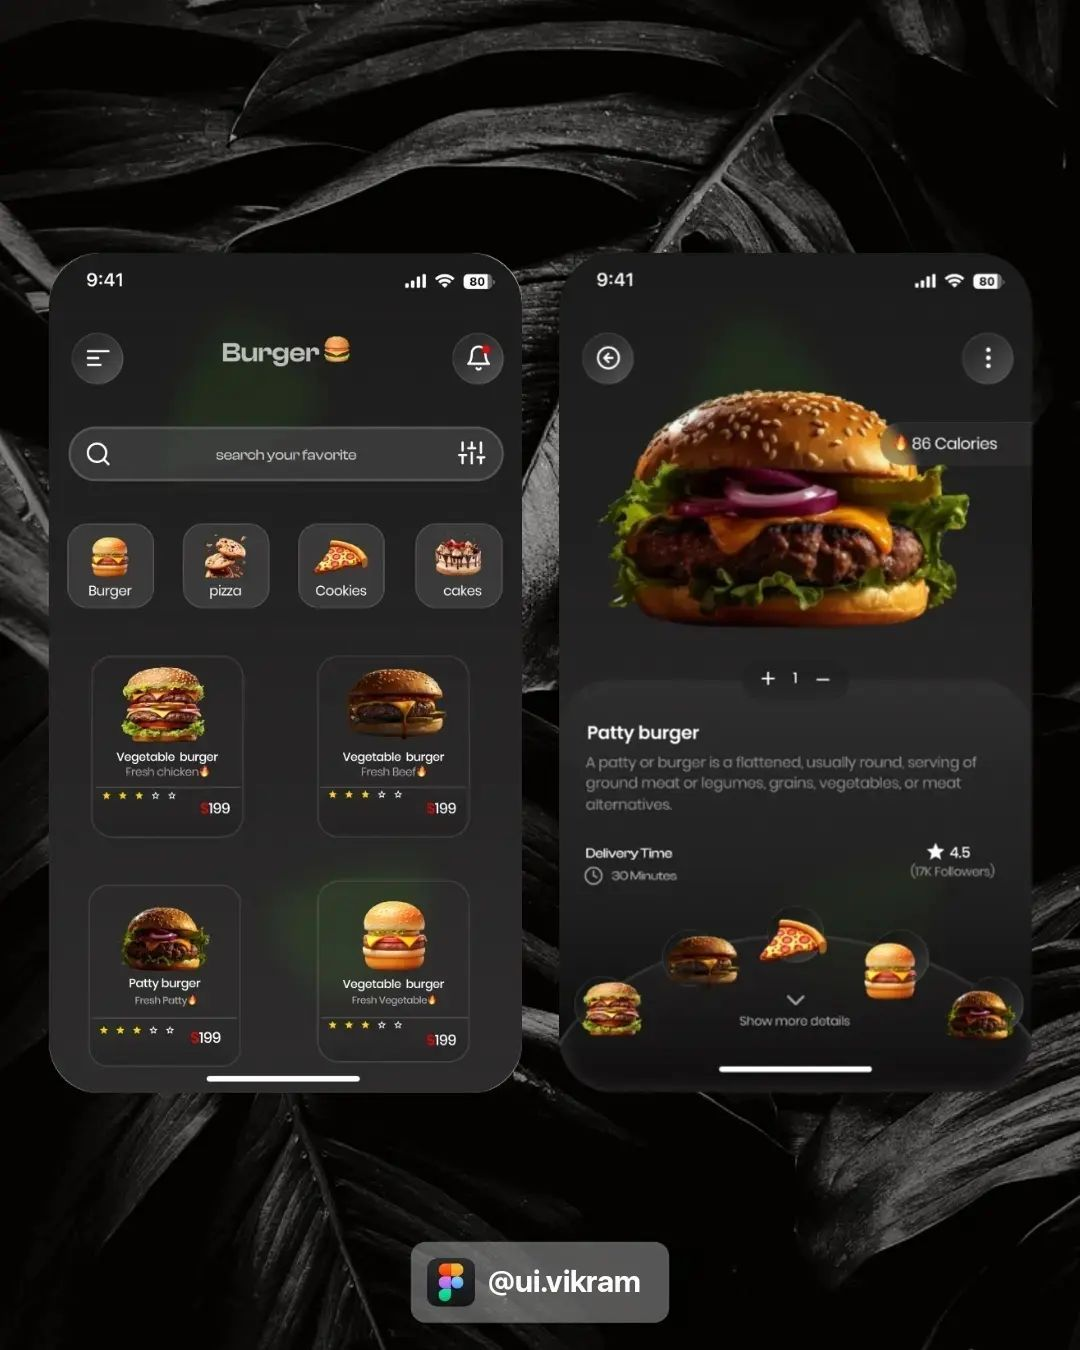 9:41
80
Burger🍔
search your favorite
Burger
pizza
Cookies
cakes
Vegetable burger
Fresh chicken🔥
$199
Vegetable burger
Fresh Beef🔥
$199
Patty burger
Fresh Patty🔥
$199
Vegetable burger
Fresh Vegetable🔥
$199
9:41
80
🔥86 Calories
+ 1 −
Patty burger
A patty or burger is a flattened, usually round, serving of
ground meat or legumes, grains, vegetables, or meat
alternatives.
Delivery Time
30 Minutes
★ 4.5
(17K Followers)
Show more details
@ui.vikram